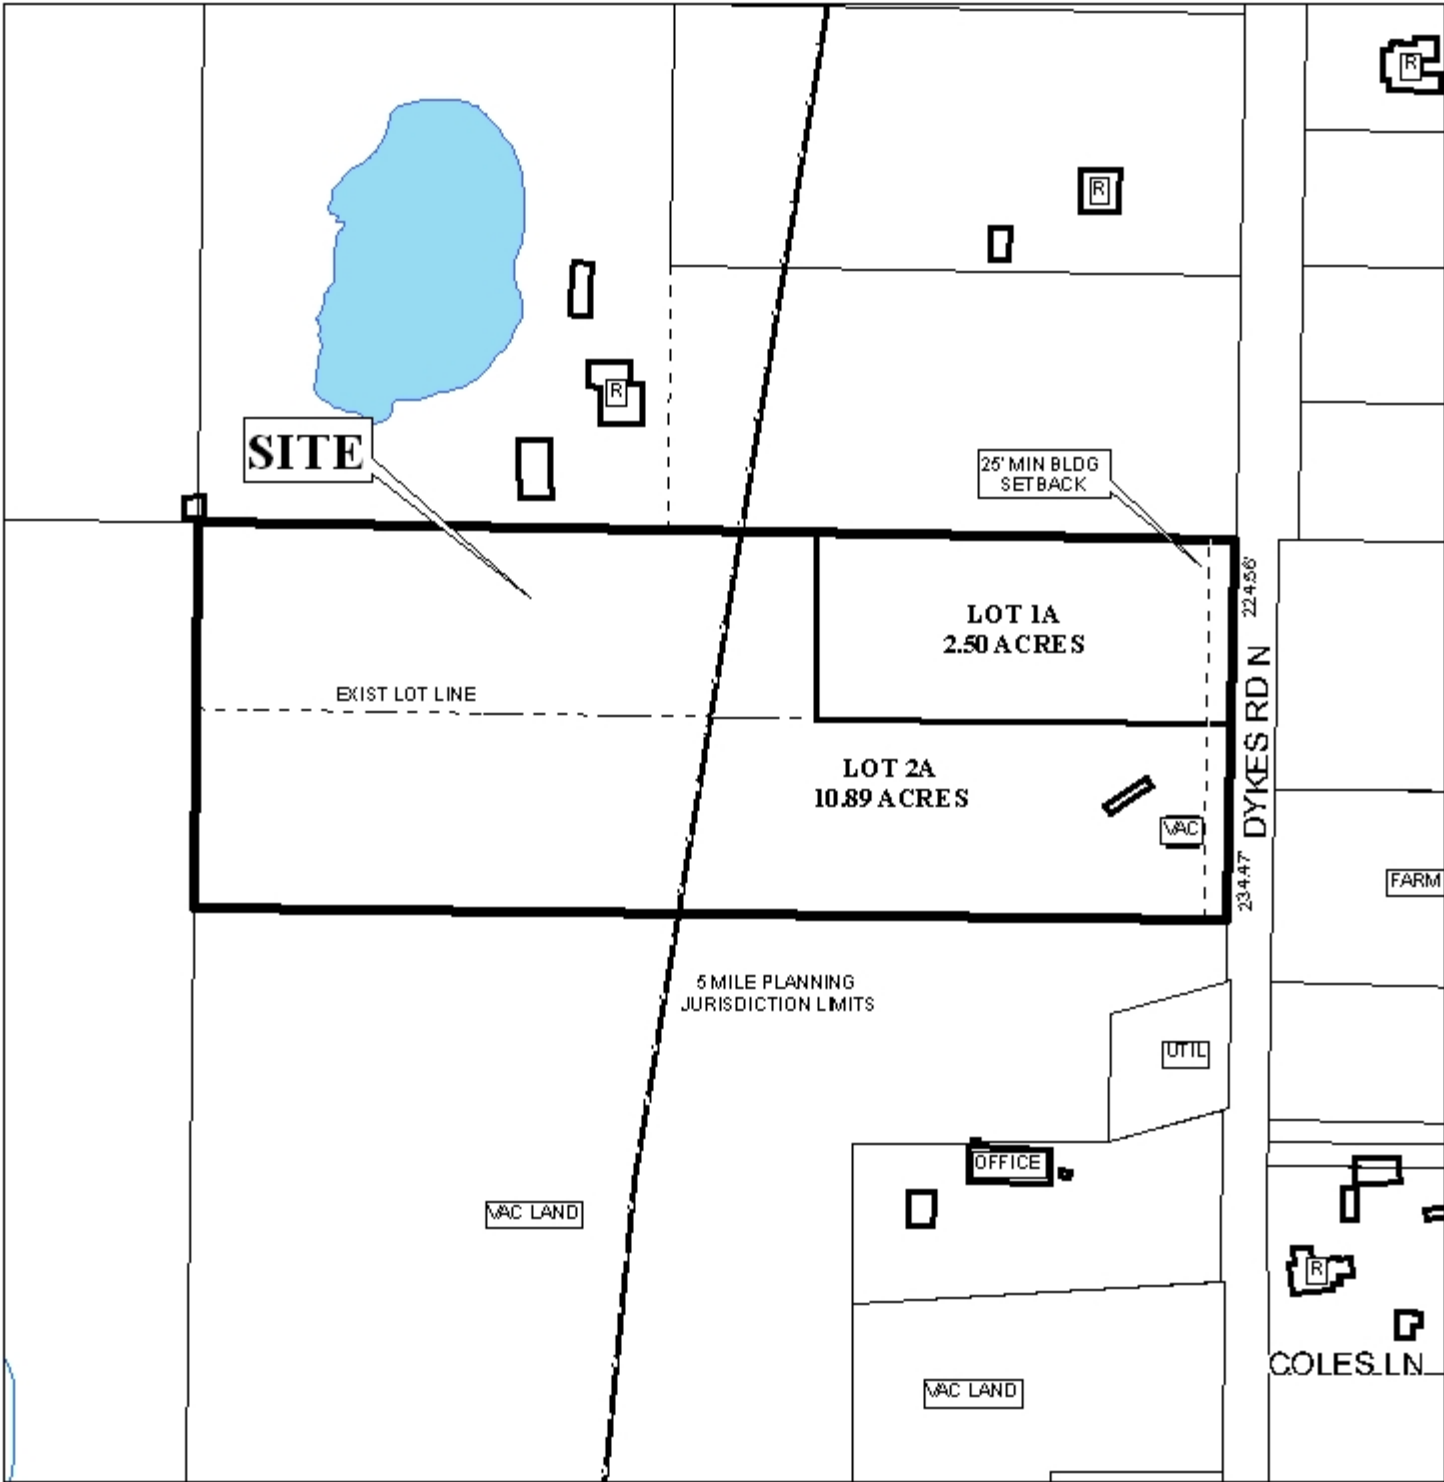 R
R
R
SITE
25' MIN BLDG
SETBACK
224.56'
LOT 1A
2.50 ACRES
EXIST LOT LINE
DYKES RD N
LOT 2A
10.89 ACRES
VAC
234.47'
FARM
5 MILE PLANNING
JURISDICTION LIMITS
UTIL
OFFICE
VAC LAND
R
COLES LN
VAC LAND